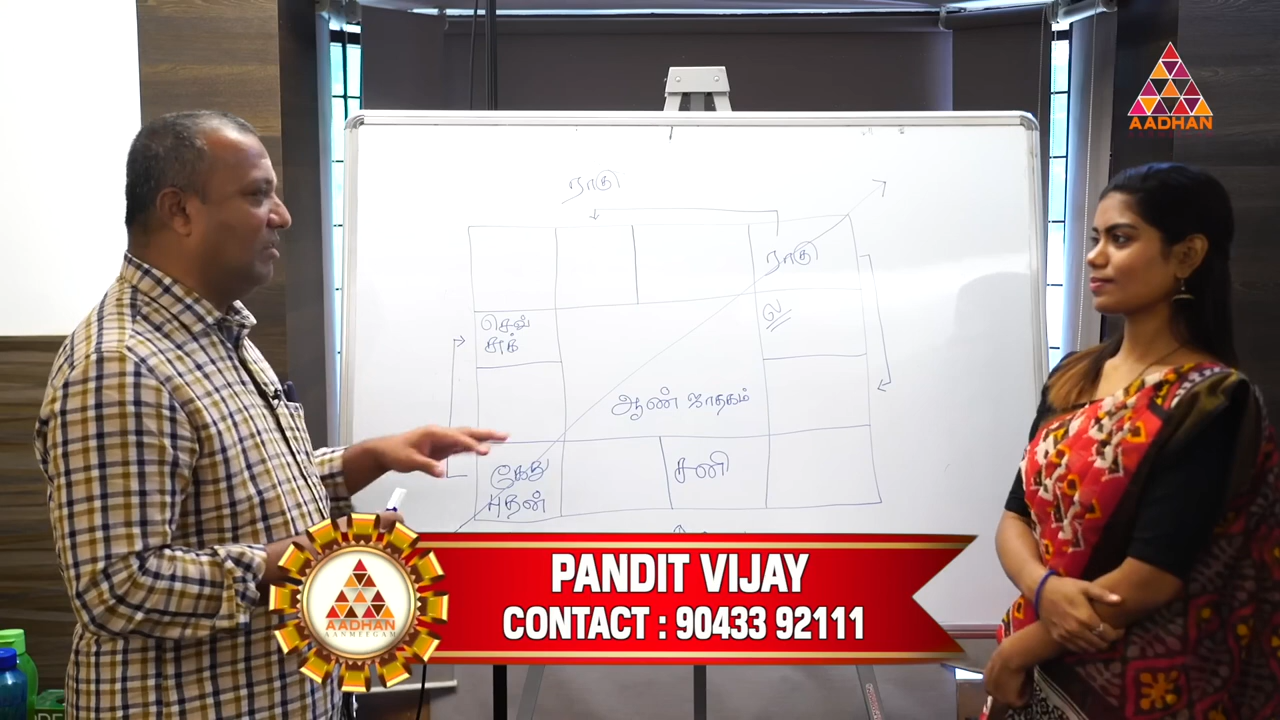 AADHAN
ராகு
ராகு
செவ்
சுக்
ல
ஆண் ஜாதகம்
கேது
புதன்
சனி
PANDIT VIJAY
CONTACT : 90433 92111
AADHAN
AANMEEGAM